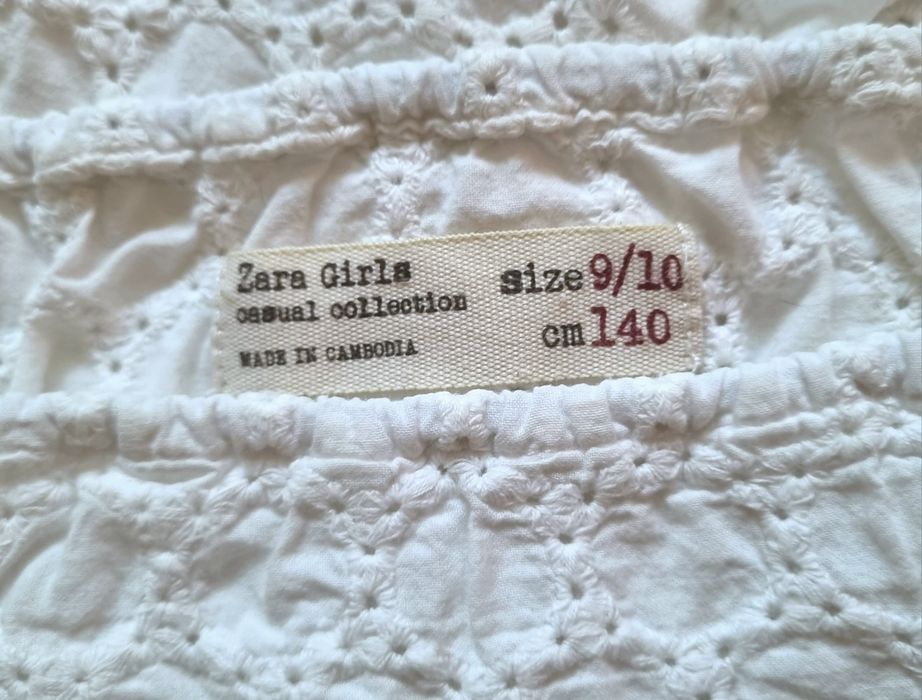 Zara Girls
casual collection
MADE IN CAMBODIA
size 9/10
cm 140